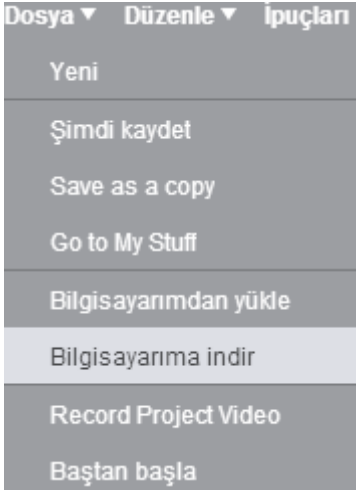 Dosya ▼ Düzenle ▼ İpuçları
Yeni
Şimdi kaydet
Save as a copy
Go to My Stuff
Bilgisayarımdan yükle
Bilgisayarıma indir
Record Project Video
Baştan başla